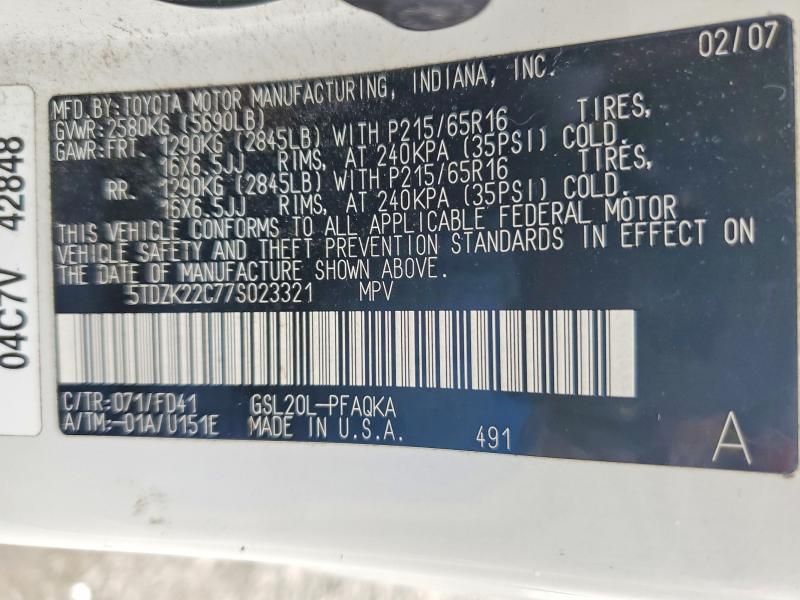 02/07
MFD.BY:TOYOTA MOTOR MANUFACTURING, INDIANA, INC.
GVWR:2580KG (5690LB)
GAWR:FRT. 1290KG (2845LB) WITH P215/65R16 TIRES,
16X6.5JJ RIMS, AT 240KPA (35PSI) COLD.
RR. 1290KG (2845LB) WITH P215/65R16 TIRES,
16X6.5JJ RIMS, AT 240KPA (35PSI) COLD.
THIS VEHICLE CONFORMS TO ALL APPLICABLE FEDERAL MOTOR
VEHICLE SAFETY AND THEFT PREVENTION STANDARDS IN EFFECT ON
THE DATE OF MANUFACTURE SHOWN ABOVE.
5TDZK22C77S023321 MPV
C/TR:071/FD41 GSL20L-PFAQKA
A/TM:-01A/U151E MADE IN U.S.A. 491 A
04C7V 42848